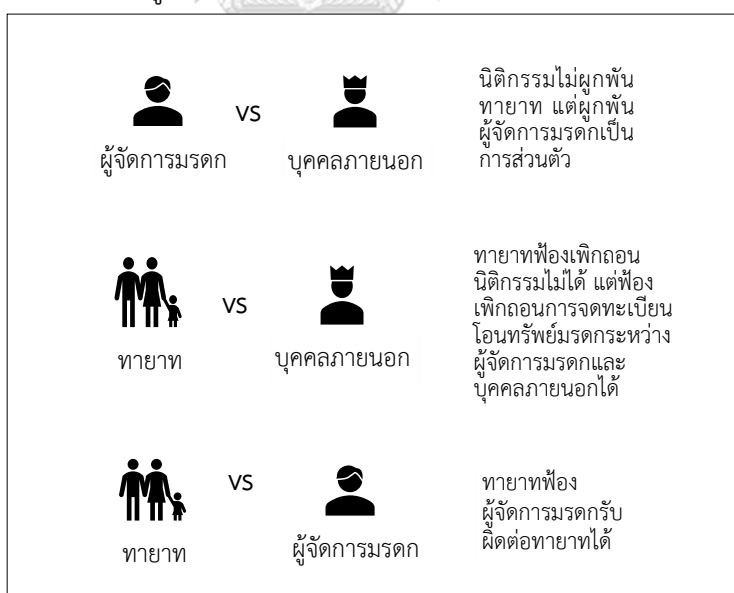 นิติกรรมไม่ผูกพัน
ทายาท แต่ผูกพัน
ผู้จัดการมรดกเป็น
การส่วนตัว
vs
ผู้จัดการมรดก
บุคคลภายนอก
ทายาทฟ้องเพิกถอน
นิติกรรมไม่ได้ แต่ฟ้อง
เพิกถอนการจดทะเบียน
โอนทรัพย์มรดกระหว่าง
ผู้จัดการมรดกและ
บุคคลภายนอกได้
vs
ทายาท
บุคคลภายนอก
vs
ทายาทฟ้อง
ผู้จัดการมรดกรับ
ผิดต่อทายาทได้
ทายาท
ผู้จัดการมรดก